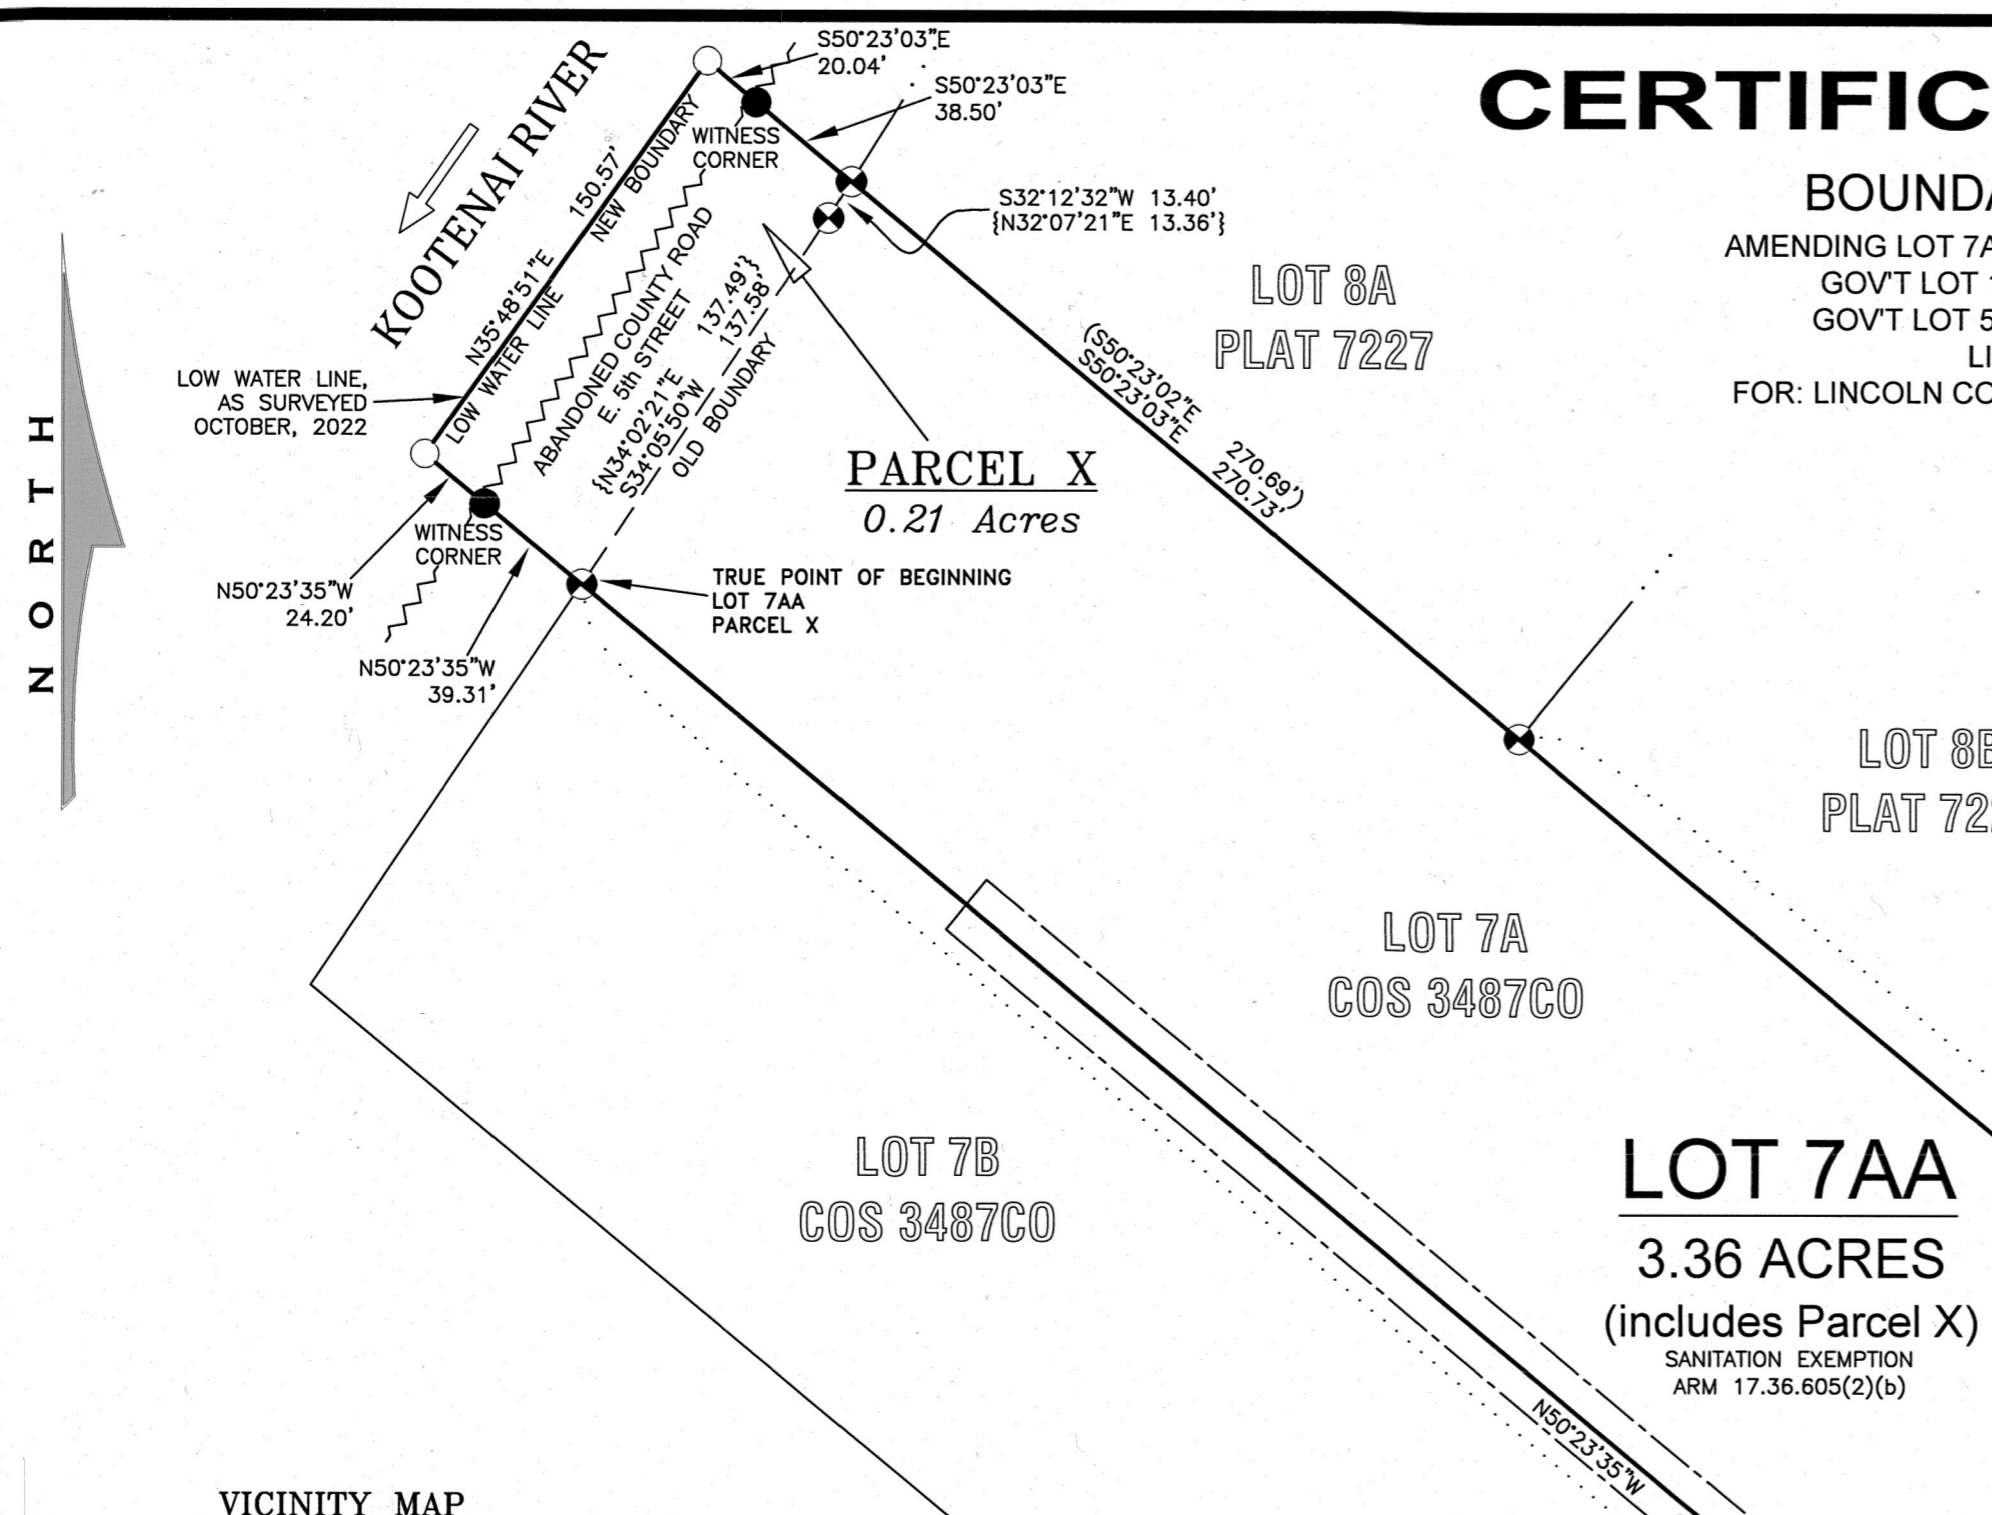 CERTIFIC
BOUNDA
AMENDING LOT 7A
GOV'T LOT 1
GOV'T LOT 5
LI
FOR: LINCOLN CO
S50°23'03"E
20.04'
S50°23'03"E
38.50'
KOOTENAI RIVER
WITNESS
CORNER
N35°48'51"E 150.57'
NEW BOUNDARY
LOW WATER LINE
S32°12'32"W 13.40'
{N32°07'21"E 13.36'}
ABANDONED COUNTY ROAD
E. 5th STREET
{N34°02'21"E 137.49'}
S34°05'50"W 137.58'
OLD BOUNDARY
LOT 8A
PLAT 7227
(S50°23'02"E 270.69')
S50°23'03"E 270.73'
LOW WATER LINE,
AS SURVEYED
OCTOBER, 2022
NORTH
PARCEL X
0.21 Acres
WITNESS
CORNER
N50°23'35"W
24.20'
TRUE POINT OF BEGINNING
LOT 7AA
PARCEL X
N50°23'35"W
39.31'
LOT 8B
PLAT 722
LOT 7A
COS 3487CO
LOT 7B
COS 3487CO
LOT 7AA
3.36 ACRES
(includes Parcel X)
SANITATION EXEMPTION
ARM 17.36.605(2)(b)
N50°23'35"W
VICINITY MAP